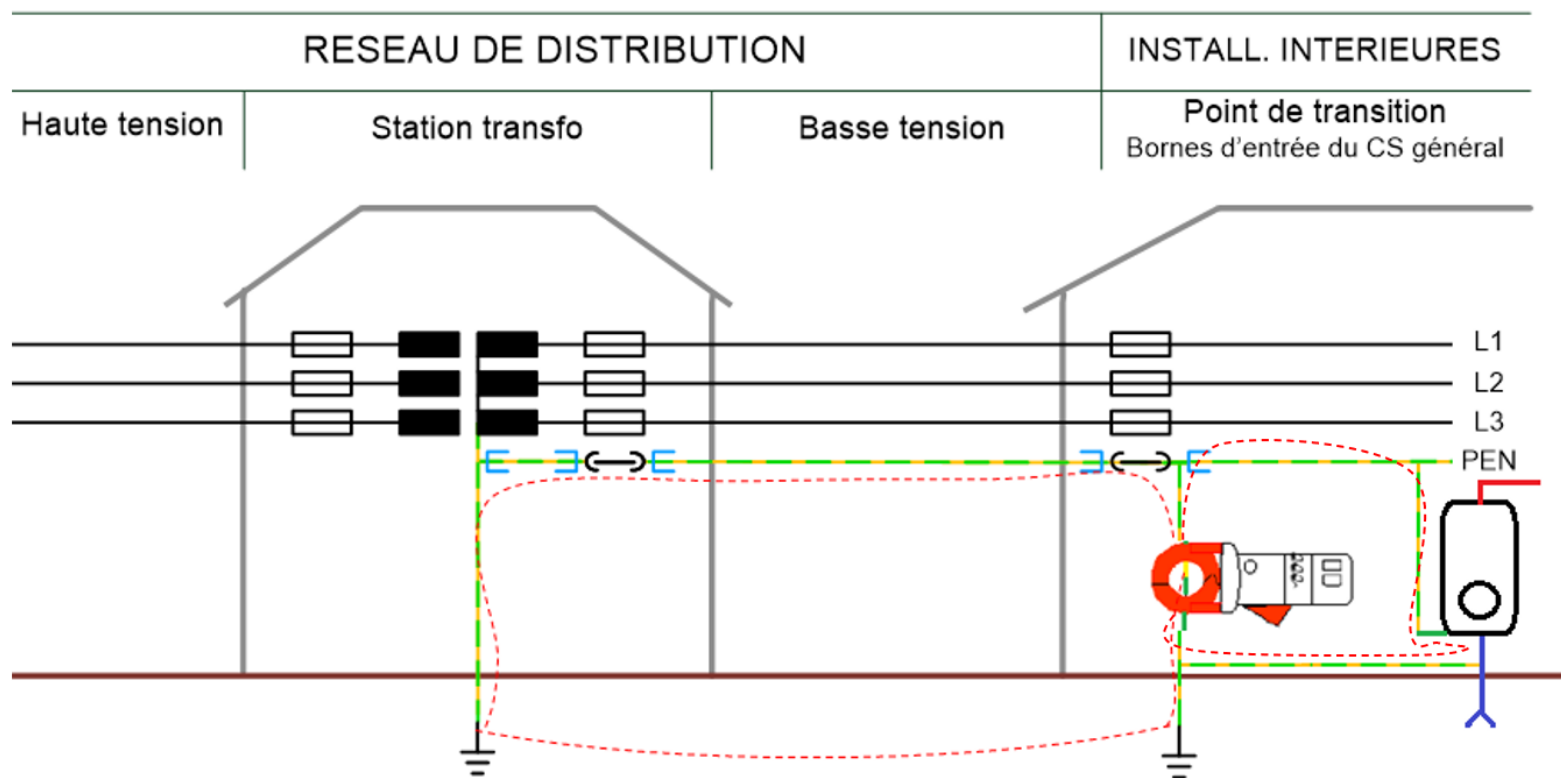 RESEAU DE DISTRIBUTION
INSTALL. INTERIEURES
Haute tension
Station transfo
Basse tension
Point de transition
Bornes d'entrée du CS général
L1
L2
L3
PEN